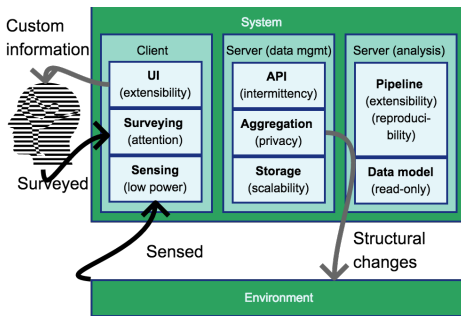 System
Custom
information
Client
UI
(extensibility)
Surveying
(attention)
Sensing
(low power)
Server (data mgmt)
API
(intermittency)
Aggregation
(privacy)
Storage
(scalability)
Server (analysis)
Pipeline
(extensibility)
(reproduci-
bility)
Data model
(read-only)
Surveyed
Sensed
Structural
changes
Environment